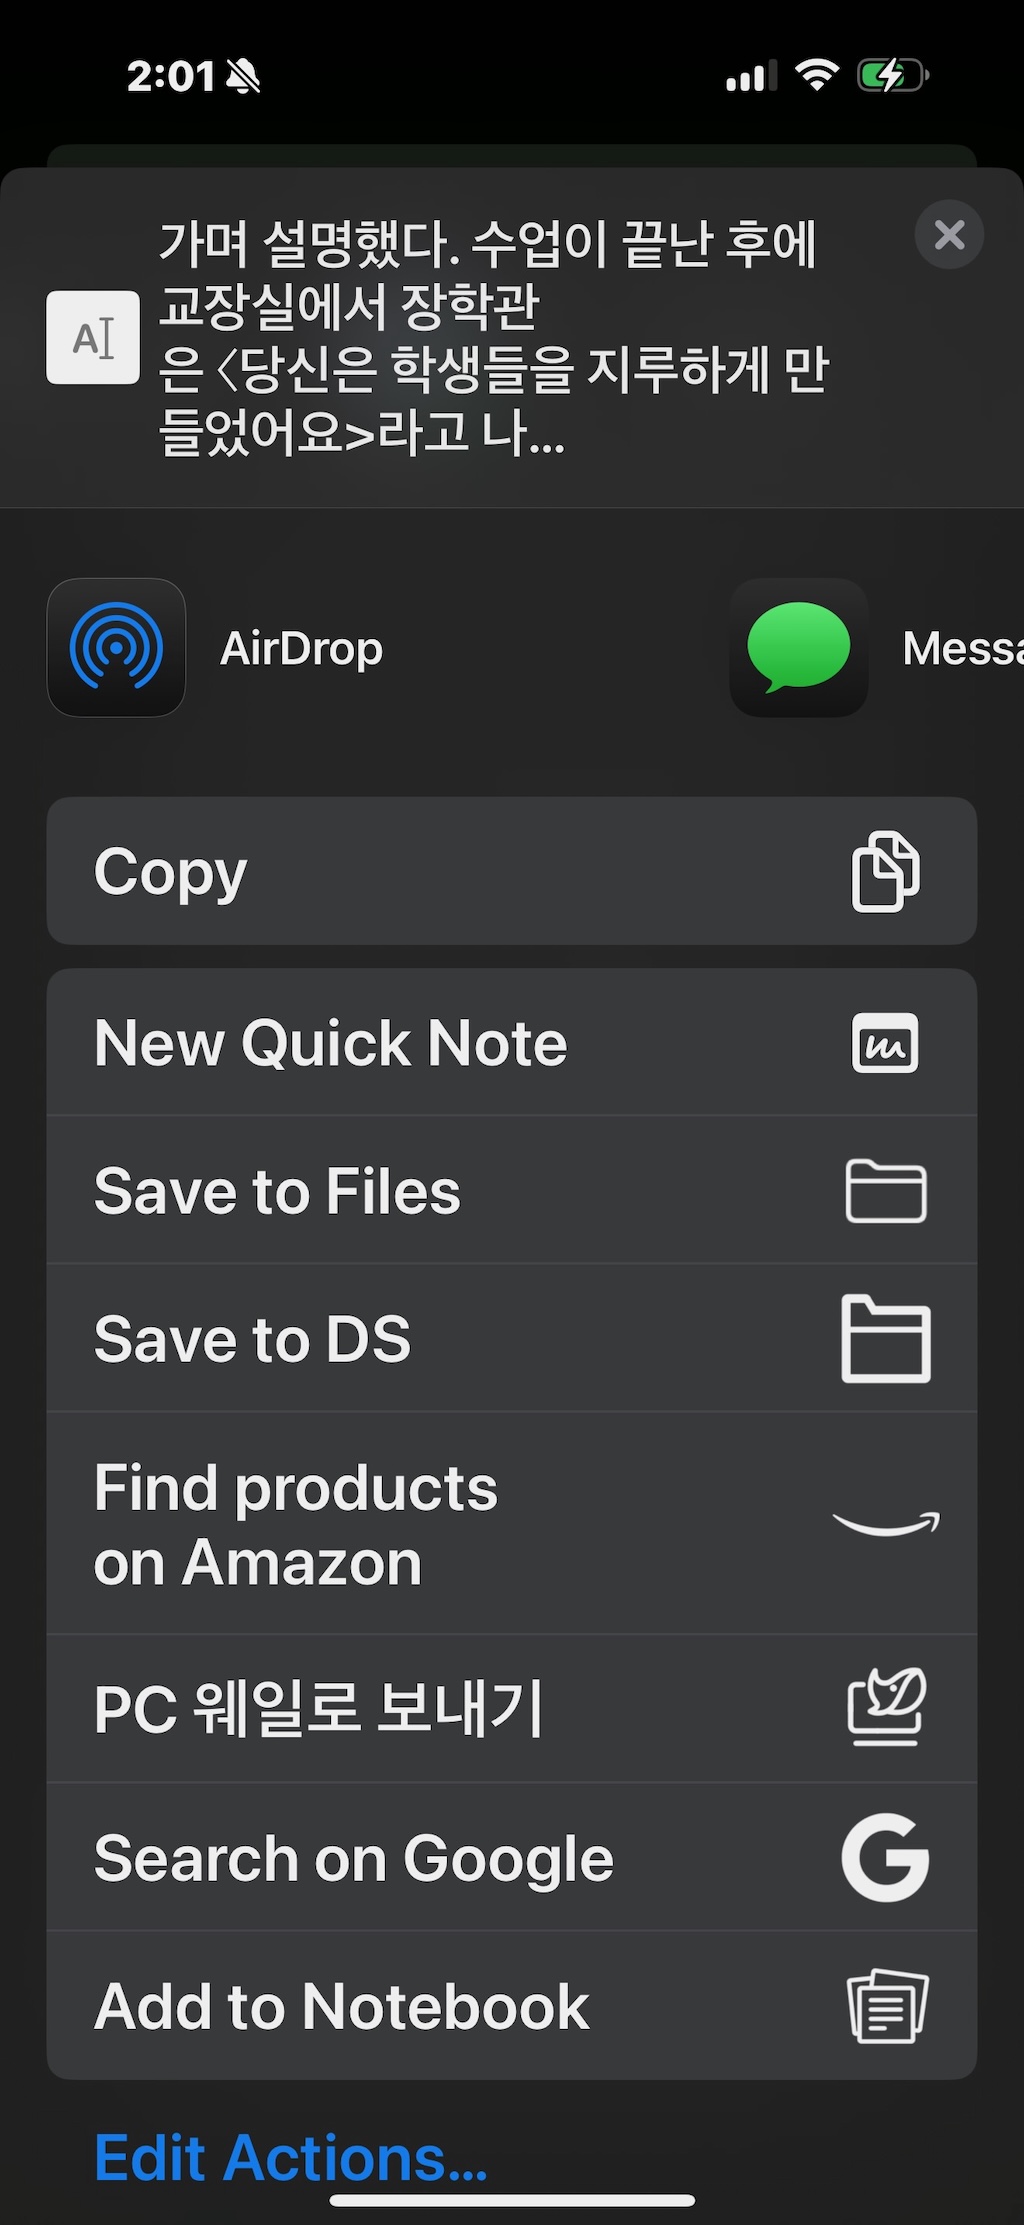 2:01
가며 설명했다. 수업이 끝난 후에
교장실에서 장학관
은〈당신은 학생들을 지루하게 만
들었어요>라고 나...
AI
AirDrop
Messa
Copy
New Quick Note
Save to Files
Save to DS
Find products
on Amazon
PC 웨일로 보내기
Search on Google
Add to Notebook
Edit Actions...